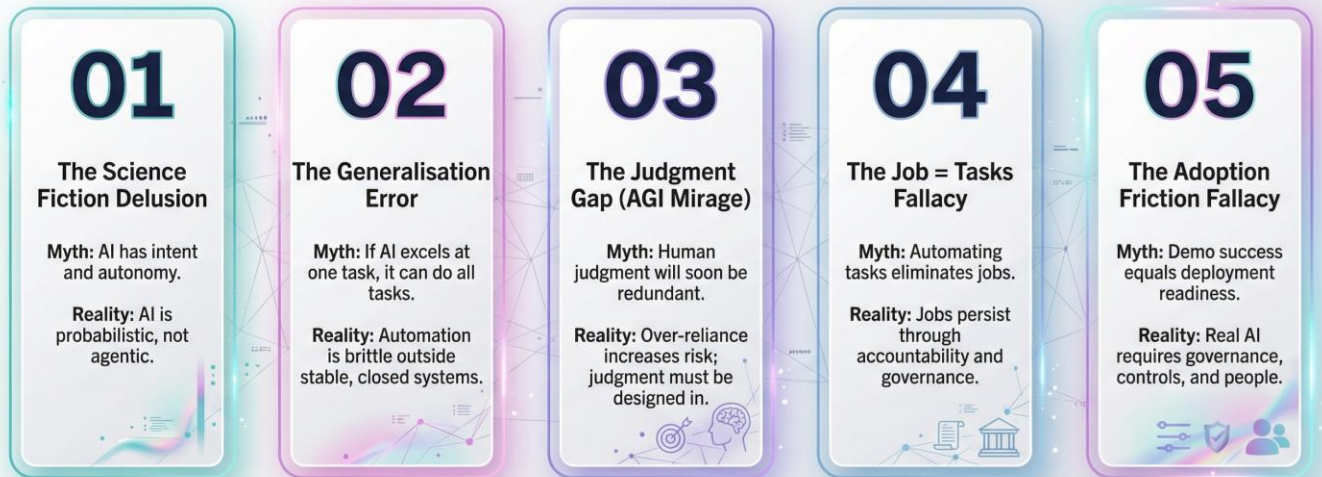 01
The Science
Fiction Delusion
Myth: AI has intent
and autonomy.
Reality: AI is
probabilistic, not
agentic.
02
The Generalisation
Error
Myth: If AI excels at
one task, it can do all
tasks.
Reality: Automation
is brittle outside
stable, closed systems.
03
The Judgment
Gap (AGI Mirage)
Myth: Human
judgment will soon be
redundant.
Reality: Over-reliance
increases risk;
judgment must be
designed in.
04
The Job = Tasks
Fallacy
Myth: Automating
tasks eliminates jobs.
Reality: Jobs persist
through
accountability and
governance.
05
The Adoption
Friction Fallacy
Myth: Demo success
equals deployment
readiness.
Reality: Real AI
requires governance,
controls, and people.